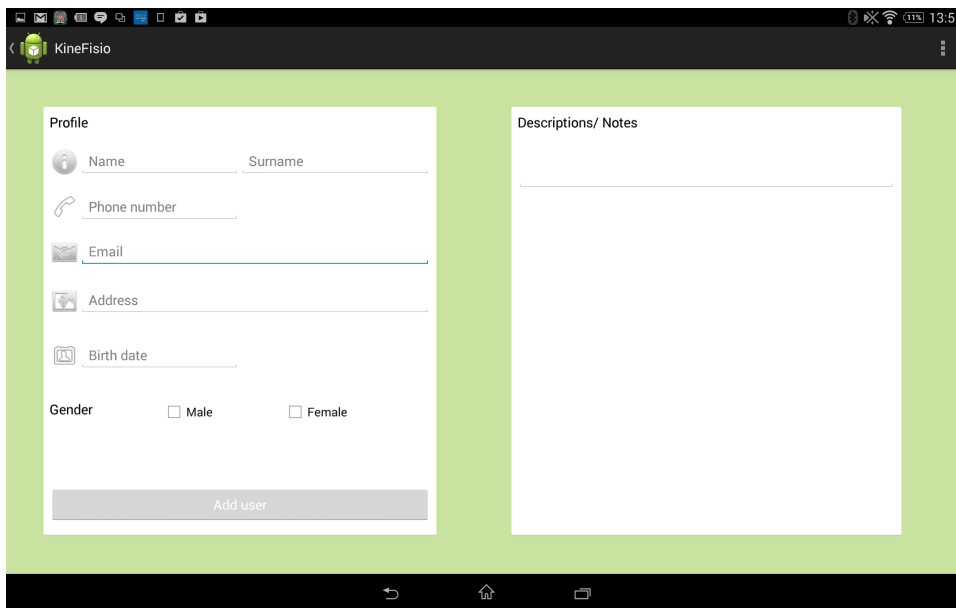 11% 13:5
KineFisio
Profile
Name Surname
Phone number
Email
Address
Birth date
Gender Male Female
Add user
Descriptions/ Notes